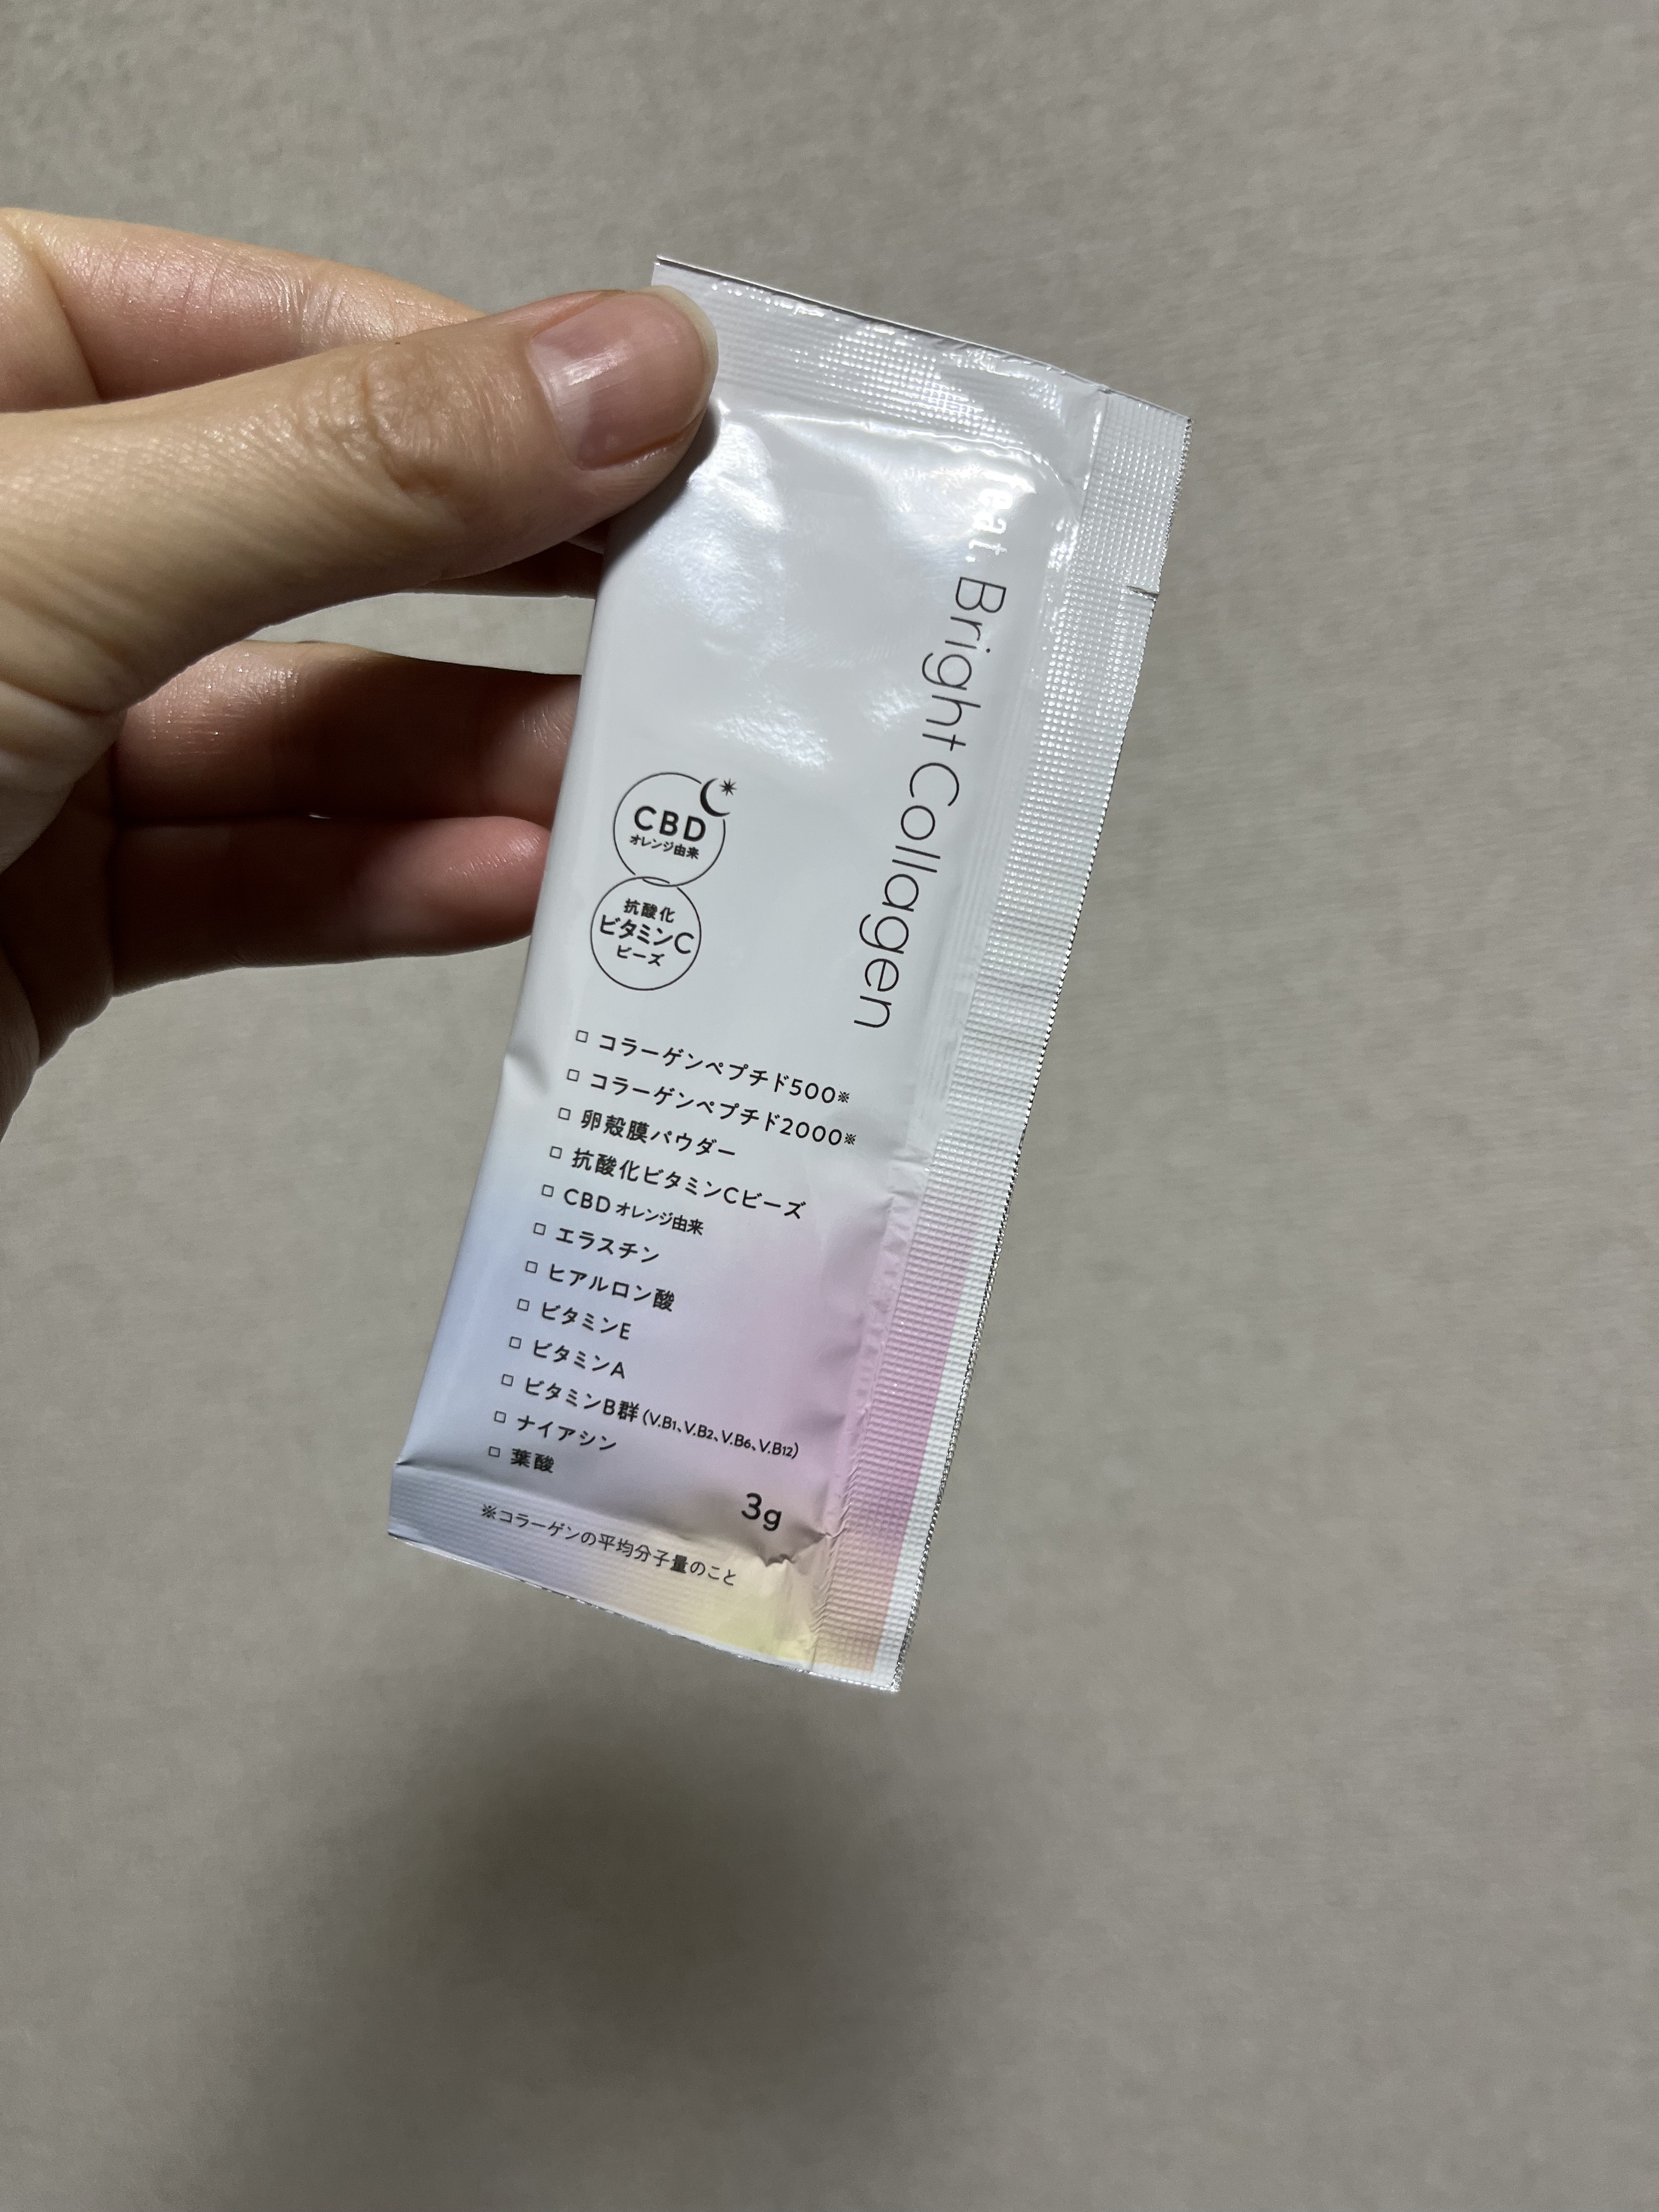 Bright Collagen
CBD
オレンジ由来
抗酸化
ビタミンC
ビーズ
□ コラーゲンペプチド500※
□ コラーゲンペプチド2000※
□ 卵殻膜パウダー
□ 抗酸化ビタミンCビーズ
□ CBD オレンジ由来
□ エラスチン
□ ヒアルロン酸
□ ビタミンE
□ ビタミンA
□ ビタミンB群 (V.B1、V.B2、V.B6、V.B12)
□ ナイアシン
□ 葉酸
3g
※コラーゲンの平均分子量のこと